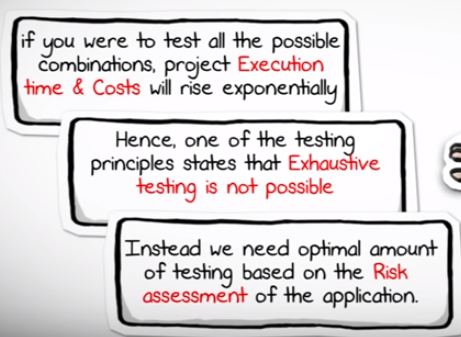 if you were to test all the possible
combinations, project Execution
time & Costs will rise exponentially
Hence, one of the testing
principles states that Exhaustive
testing is not possible
Instead we need optimal amount
of testing based on the Risk
assessment of the application.